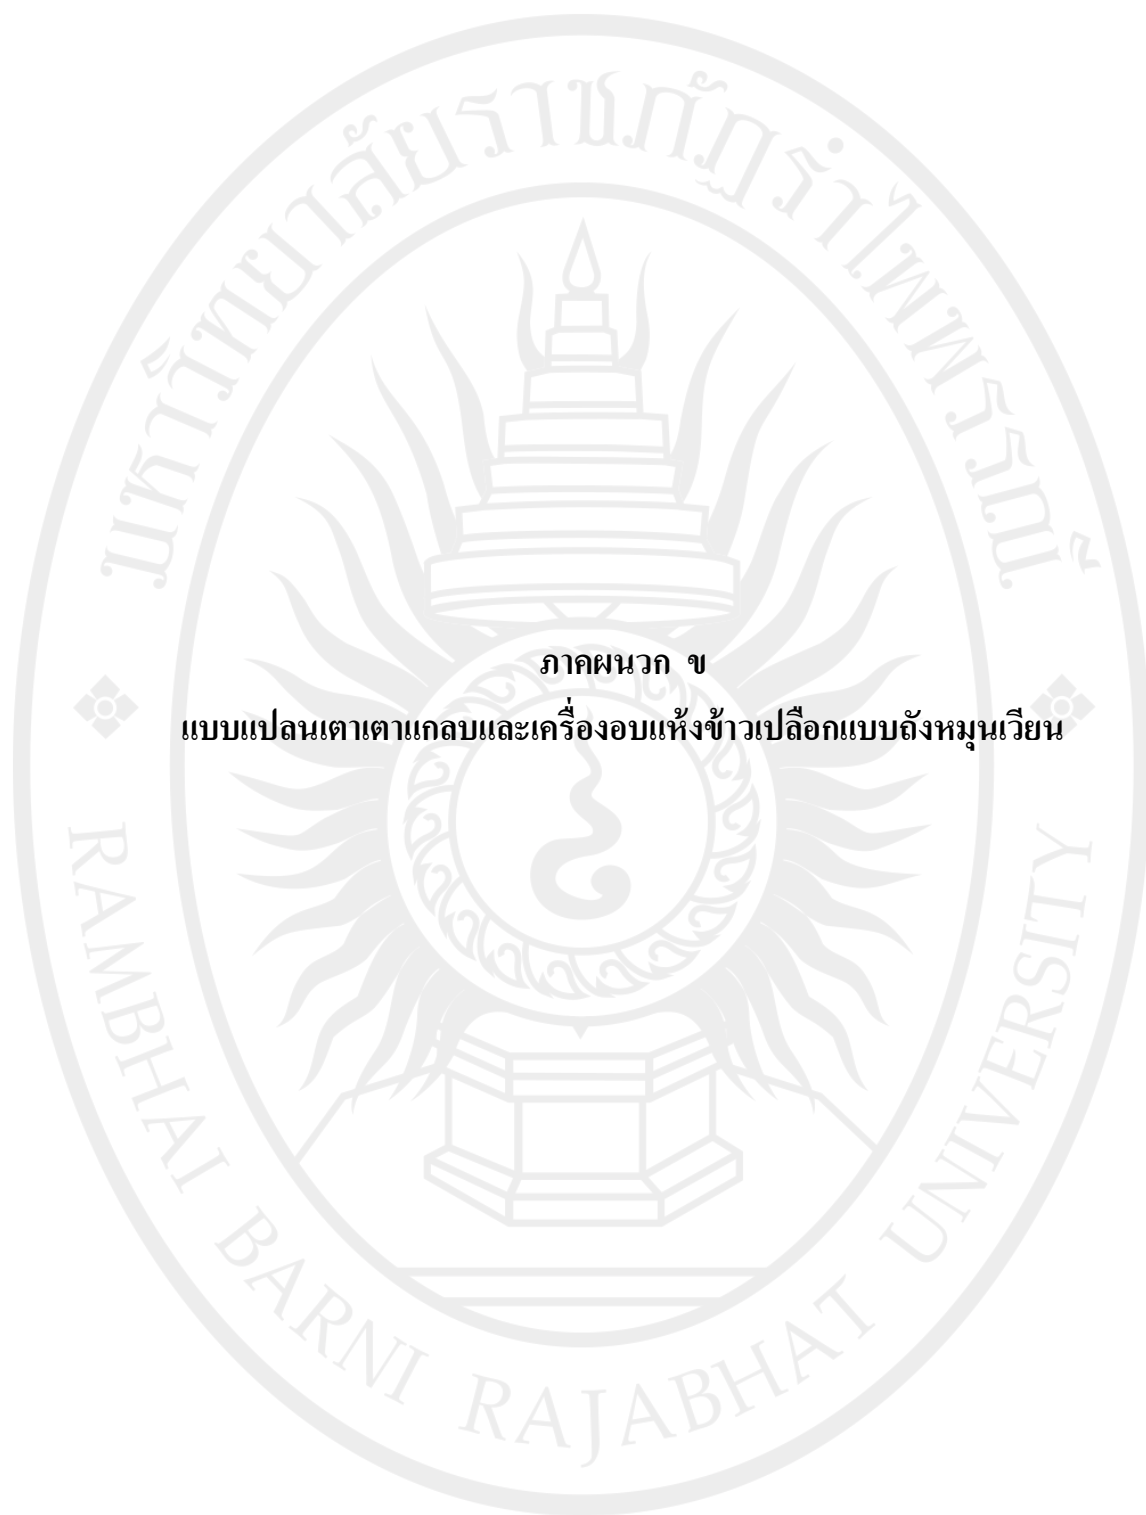 มหาวิทยาลัยราชภัฏรำไพพรรณี
ภาคผนวก ข
แบบแปลนเตาเตาแกลบและเครื่องอบแห้งข้าวเปลือกแบบถังหมุนเวียน
RAMBHAI BARNI RAJABHAT UNIVERSITY